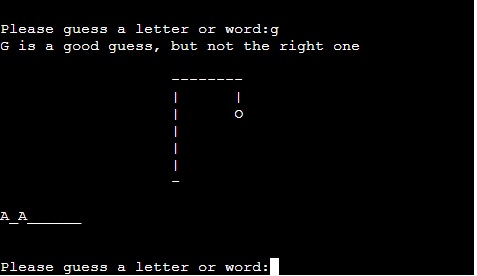 Please guess a letter or word:g
G is a good guess, but not the right one
A_A______
Please guess a letter or word: